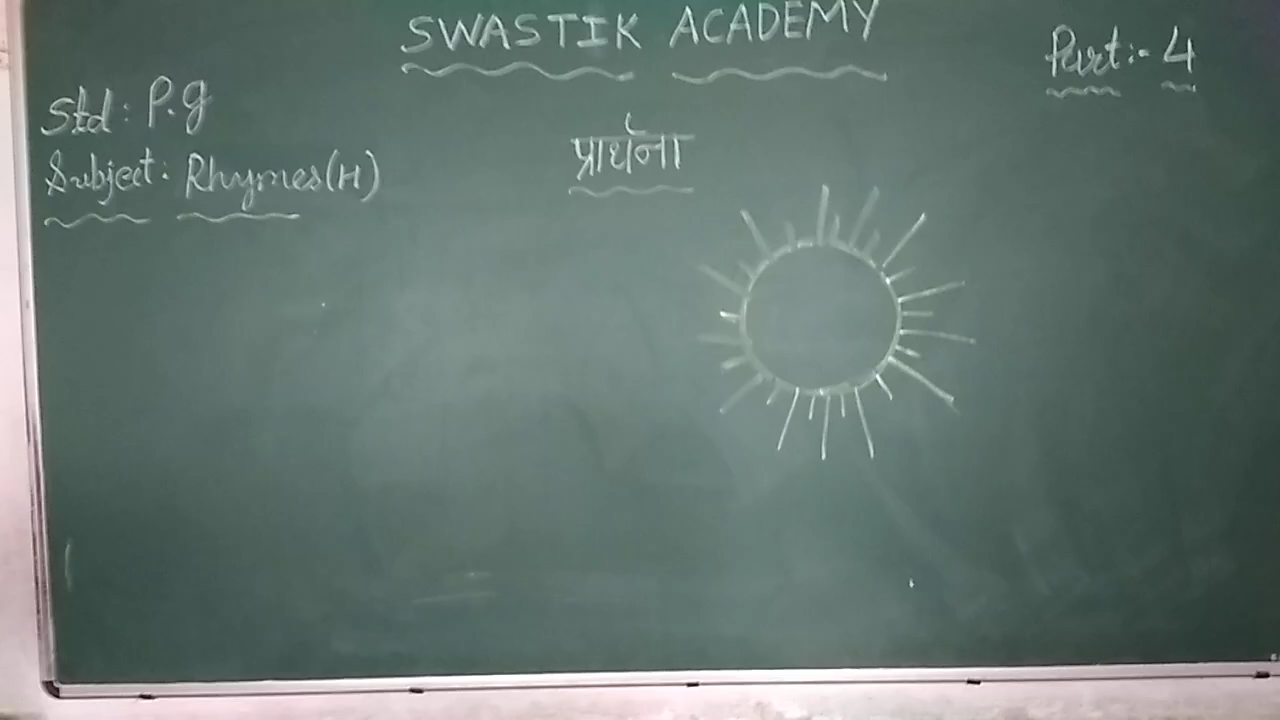 SWASTIK ACADEMY
Part:- 4
Std: P.g
Subject: Rhymes(H)
प्रार्थना